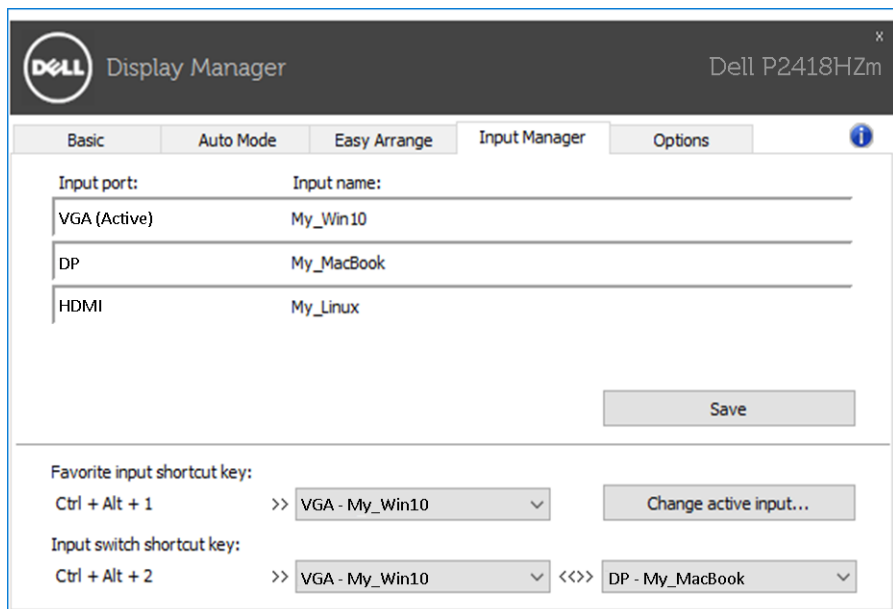 DELL Display Manager Dell P2418HZm x
Basic Auto Mode Easy Arrange Input Manager Options i
Input port: Input name:
VGA (Active) My_Win10
DP My_MacBook
HDMI My_Linux
Save
Favorite input shortcut key:
Ctrl + Alt + 1 >> VGA - My_Win10 Change active input...
Input switch shortcut key:
Ctrl + Alt + 2 >> VGA - My_Win10 <<>> DP - My_MacBook